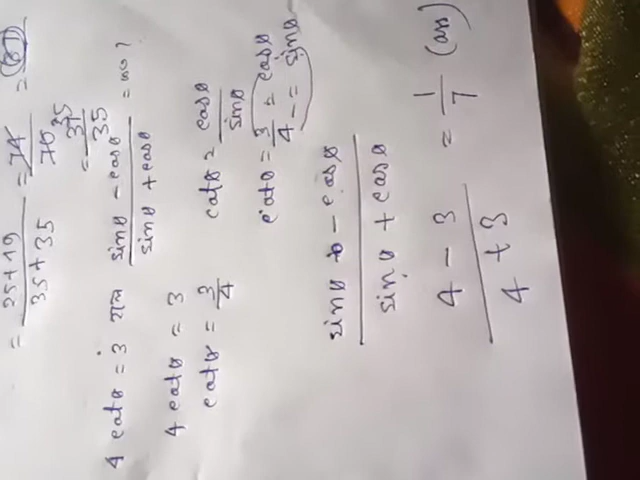 = 25+19 / 35+35 = 74 / 70 = 37
= 37 / 35
4 cotθ = 3 হলে sinθ - cosθ / sinθ + cosθ = ?
4 cotθ = 3
cotθ = 3/4 cotθ = cosθ / sinθ
cotθ = 3/4 = cosθ / sinθ
sinθ - cosθ / sinθ + cosθ
4 - 3 / 4 + 3 = 1/7 (ans)